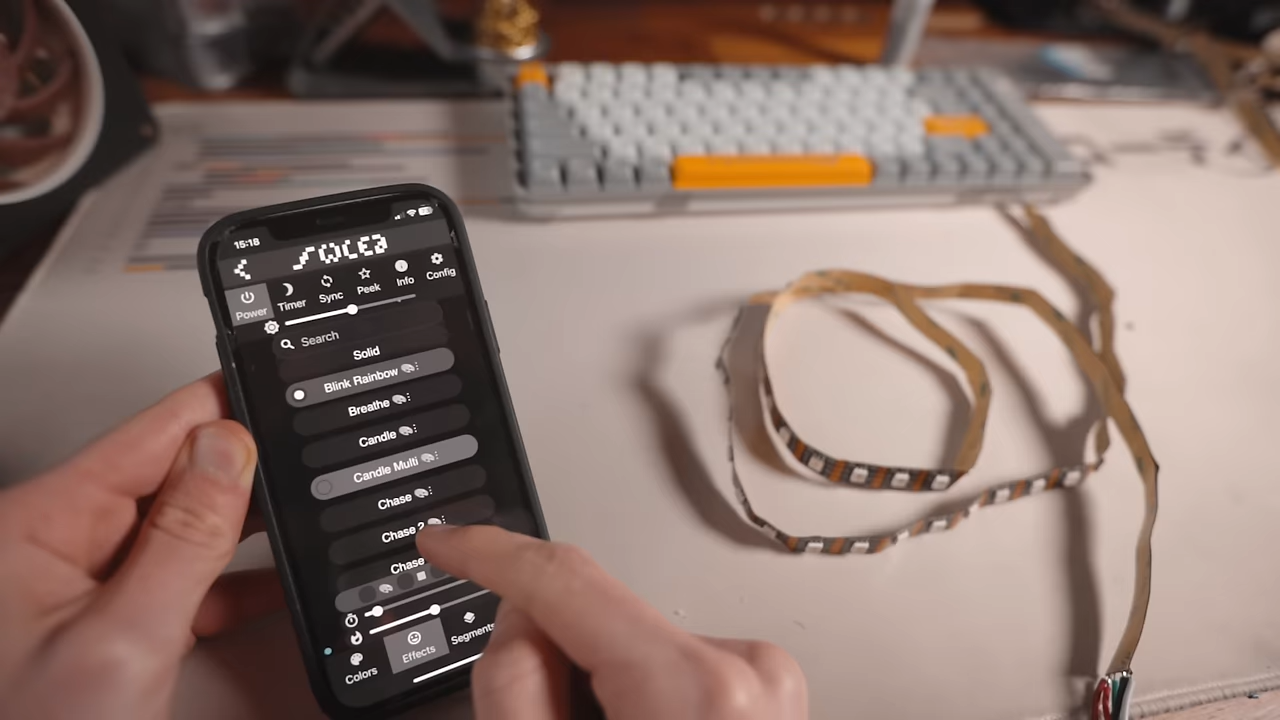 15:18
Power
Timer
Sync
Peek
Info
Config
Search
Solid
Blink Rainbow
Breathe
Candle
Candle Multi
Chase
Chase 2
Chase
Colors
Effects
Segments